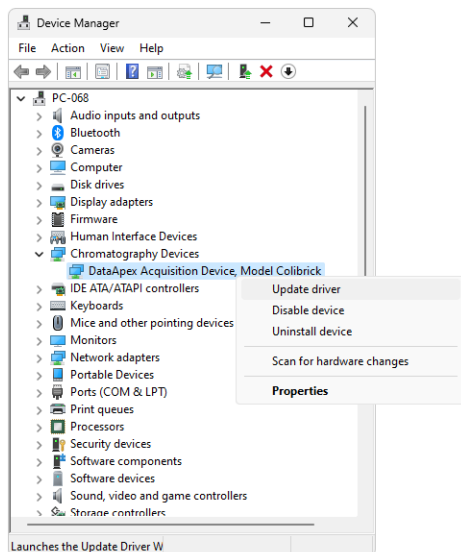 Device Manager
File Action View Help
PC-068
Audio inputs and outputs
Bluetooth
Cameras
Computer
Disk drives
Display adapters
Firmware
Human Interface Devices
Chromatography Devices
DataApex Acquisition Device, Model Colibrick
IDE ATA/ATAPI controllers
Update driver
Keyboards
Disable device
Mice and other pointing devices
Uninstall device
Monitors
Network adapters
Scan for hardware changes
Portable Devices
Ports (COM & LPT)
Properties
Print queues
Processors
Security devices
Software components
Software devices
Sound, video and game controllers
Storage controllers
Launches the Update Driver W